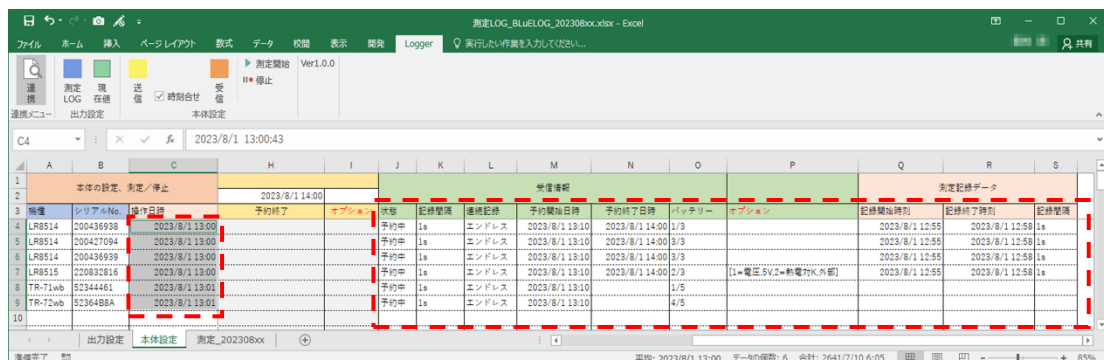 測定LOG_BLuELOG_202308xx.xlsx - Excel
ファイル ホーム 挿入 ページ レイアウト 数式 データ 校閲 表示 開発 Logger 実行したい作業を入力してください... 共有
連携 測定LOG 現在値 送信 時刻合せ 受信 測定開始 Ver1.0.0
停止
連携メニュー 出力設定 本体設定
C4 fx 2023/8/1 13:00:43
A B C H I J K L M N O P Q R S
1 本体の設定、測定/停止 受信情報 測定記録データ
2 2023/8/1 14:00
3 機種 シリアルNo. 操作日時 予約終了 オプション 状態 記録間隔 連続記録 予約開始日時 予約終了日時 バッテリー オプション 記録開始時刻 記録終了時刻 記録間隔
4 LR8514 200436938 2023/8/1 13:00 予約中 1s エンドレス 2023/8/1 13:10 2023/8/1 14:00 1/3 2023/8/1 12:55 2023/8/1 12:58 1s
5 LR8514 200427094 2023/8/1 13:00 予約中 1s エンドレス 2023/8/1 13:10 2023/8/1 14:00 3/3 2023/8/1 12:55 2023/8/1 12:58 1s
6 LR8514 200436939 2023/8/1 13:00 予約中 1s エンドレス 2023/8/1 13:10 2023/8/1 14:00 3/3 2023/8/1 12:55 2023/8/1 12:58 1s
7 LR8515 220832816 2023/8/1 13:00 予約中 1s エンドレス 2023/8/1 13:10 2023/8/1 14:00 2/3 [1=電圧,5V,2=熱電対K,外部] 2023/8/1 12:55 2023/8/1 12:58 1s
8 TR-71wb 52344461 2023/8/1 13:01 予約中 1s エンドレス 2023/8/1 13:10 1/5
9 TR-72wb 52364B8A 2023/8/1 13:01 予約中 1s エンドレス 2023/8/1 13:10 4/5
10
出力設定 本体設定 測定_202308xx
準備完了 平均: 2023/8/1 13:00 データの個数: 6 合計: 2641/7/10 6:05 85%